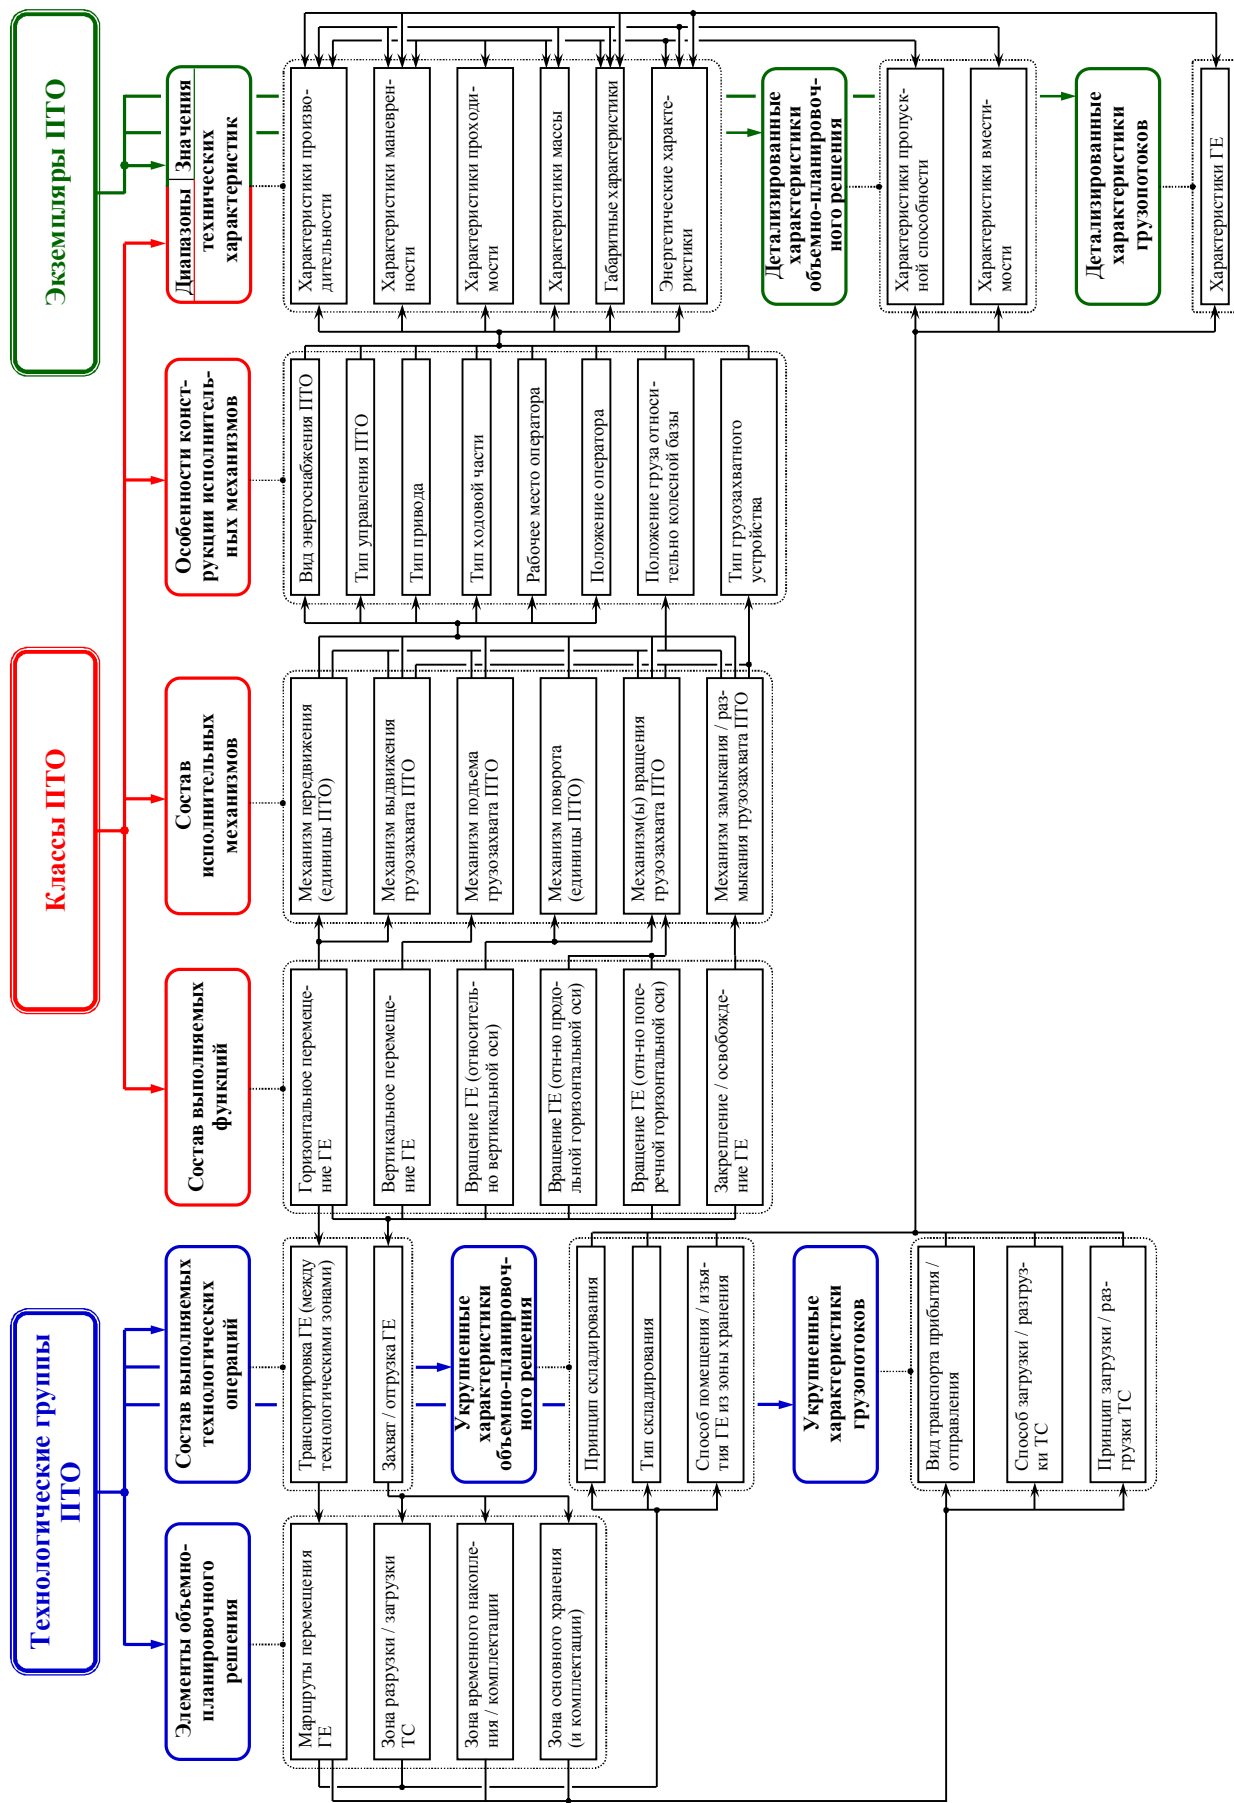 Технологические группы
ПТО
Классы ПТО
Экземпляры ПТО
Элементы объемно-
планировочного
решения
Состав выполняемых
технологических
операций
Состав выполняемых
функций
Состав
исполнительных
механизмов
Особенности конст-
рукции исполнитель-
ных механизмов
Диапазоны
Значения
технических
характеристик
Маршруты перемещения
ГЕ
Зона разрузки / загрузки
ТС
Зона временного накопле-
ния / комплектации
Зона основного хранения
(и комплектации)
Транспортировка ГЕ (между
технологическими зонами)
Захват / отгрузка ГЕ
Укрупненные
характеристики
объемно-планировоч-
ного решения
Принцип складирования
Тип складирования
Способ помещения / изъя-
тия ГЕ из зоны хранения
Укрупненные
характеристики
грузопотоков
Вид транспорта прибытия /
отправления
Способ загрузки / разгруз-
ки ТС
Принцип загрузки / раз-
грузки ТС
Горизонтальное перемеще-
ние ГЕ
Вертикальное перемеще-
ние ГЕ
Вращение ГЕ (относитель-
но вертикальной оси)
Вращение ГЕ (отн-но продо-
льной горизонтальной оси)
Вращение ГЕ (отн-но попе-
речной горизонтальной оси)
Закрепление / освобожде-
ние ГЕ
Механизм передвижения
(единицы ПТО)
Механизм выдвижения
грузозахвата ПТО
Механизм подъема
грузозахвата ПТО
Механизм поворота
(единицы ПТО)
Механизм(ы) вращения
грузозахвата ПТО
Механизм замыкания / раз-
мыкания грузозахвата ПТО
Вид энергоснабжения ПТО
Тип управления ПТО
Тип привода
Тип ходовой части
Рабочее место оператора
Положение оператора
Положение груза относи-
тельно колесной базы
Тип грузозахватного
устройства
Характеристики произво-
дительности
Характеристики маневрен-
ности
Характеристики проходи-
мости
Характеристики массы
Габаритные характеристики
Энергетические характе-
ристики
Детализированные
характеристики
объемно-планировоч-
ного решения
Характеристики пропуск-
ной способности
Характеристики вмести-
мости
Детализированные
характеристики
грузопотоков
Характеристики ГЕ